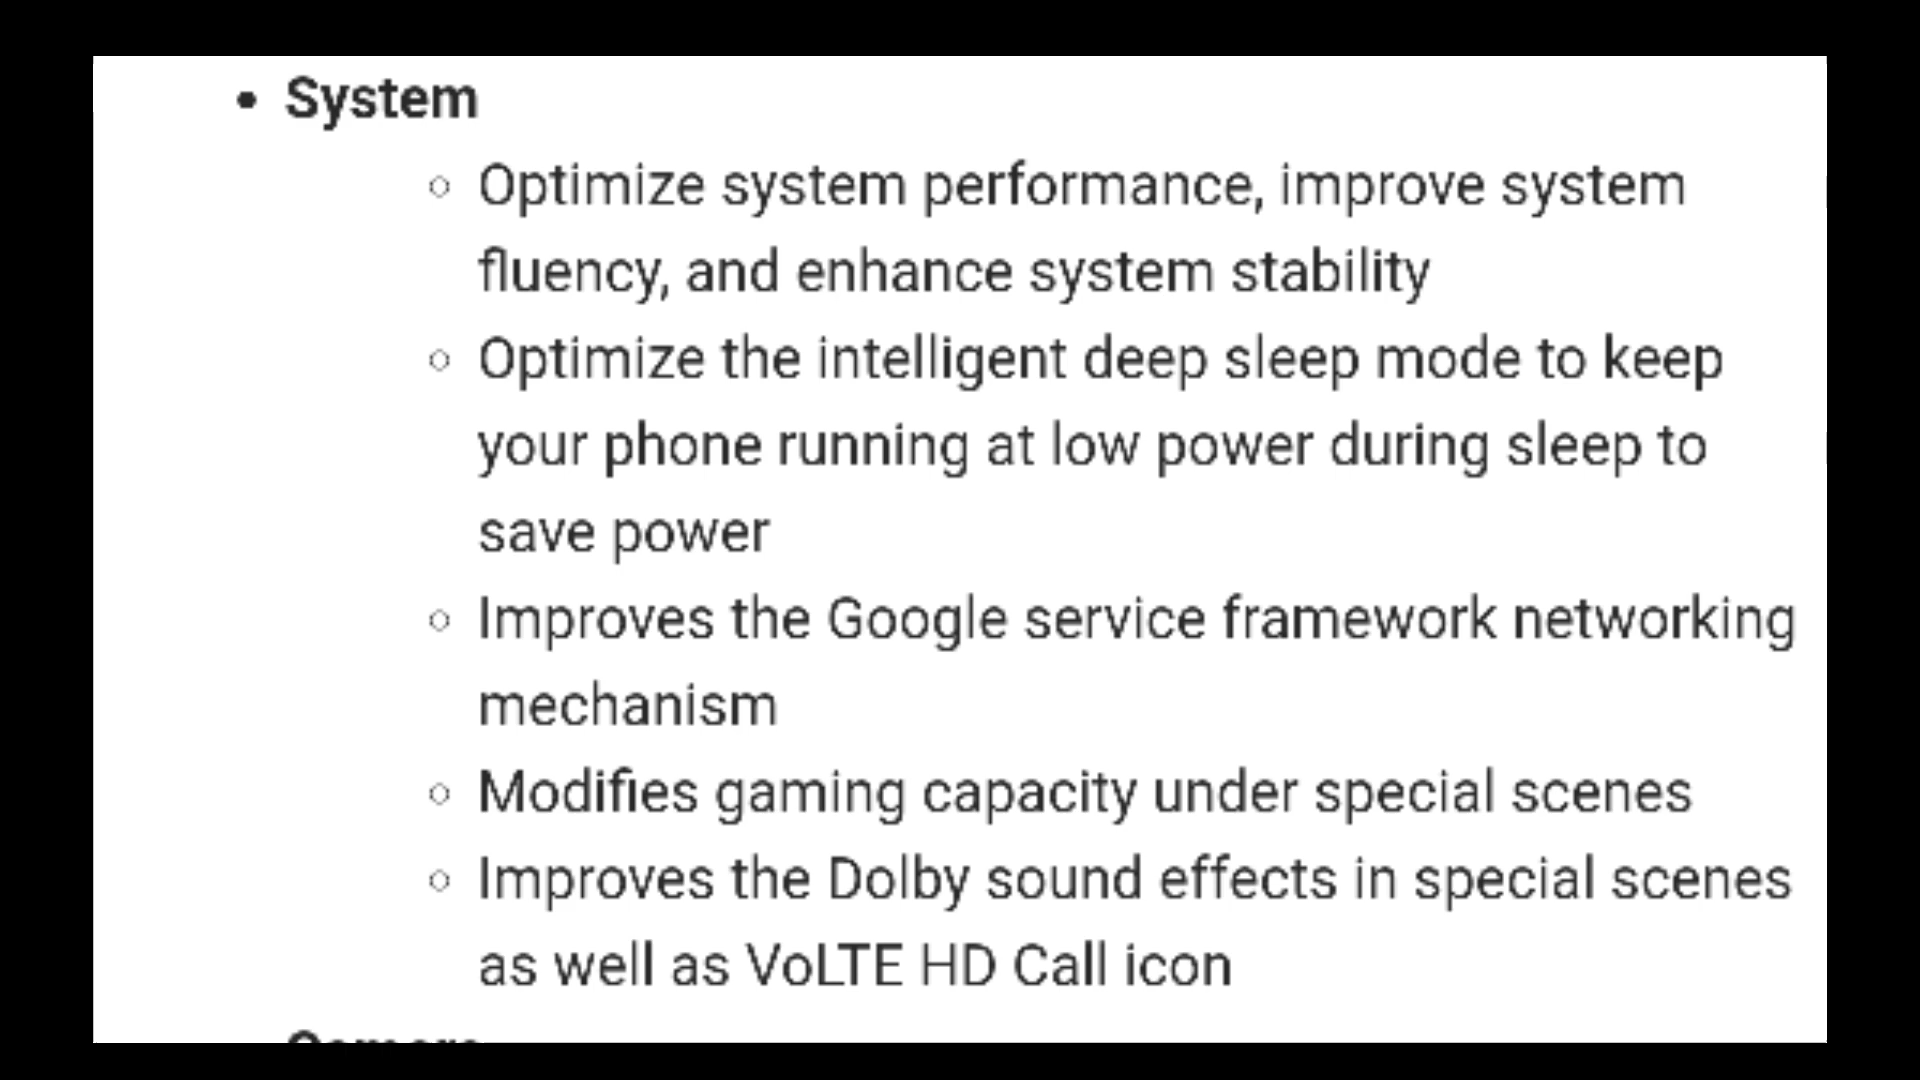 • System
○ Optimize system performance, improve system
fluency, and enhance system stability
○ Optimize the intelligent deep sleep mode to keep
your phone running at low power during sleep to
save power
○ Improves the Google service framework networking
mechanism
○ Modifies gaming capacity under special scenes
○ Improves the Dolby sound effects in special scenes
as well as VoLTE HD Call icon